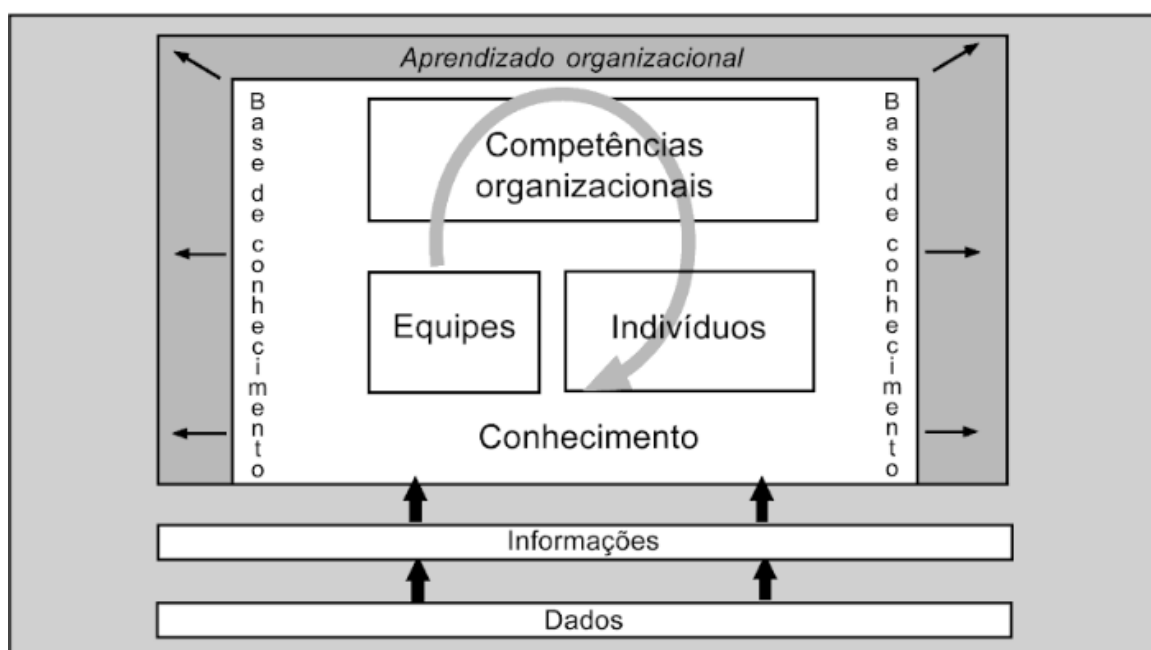 Aprendizado organizacional
Base de conhecimento
Competências
organizacionais
Base de conhecimento
Equipes
Indivíduos
Conhecimento
Informações
Dados